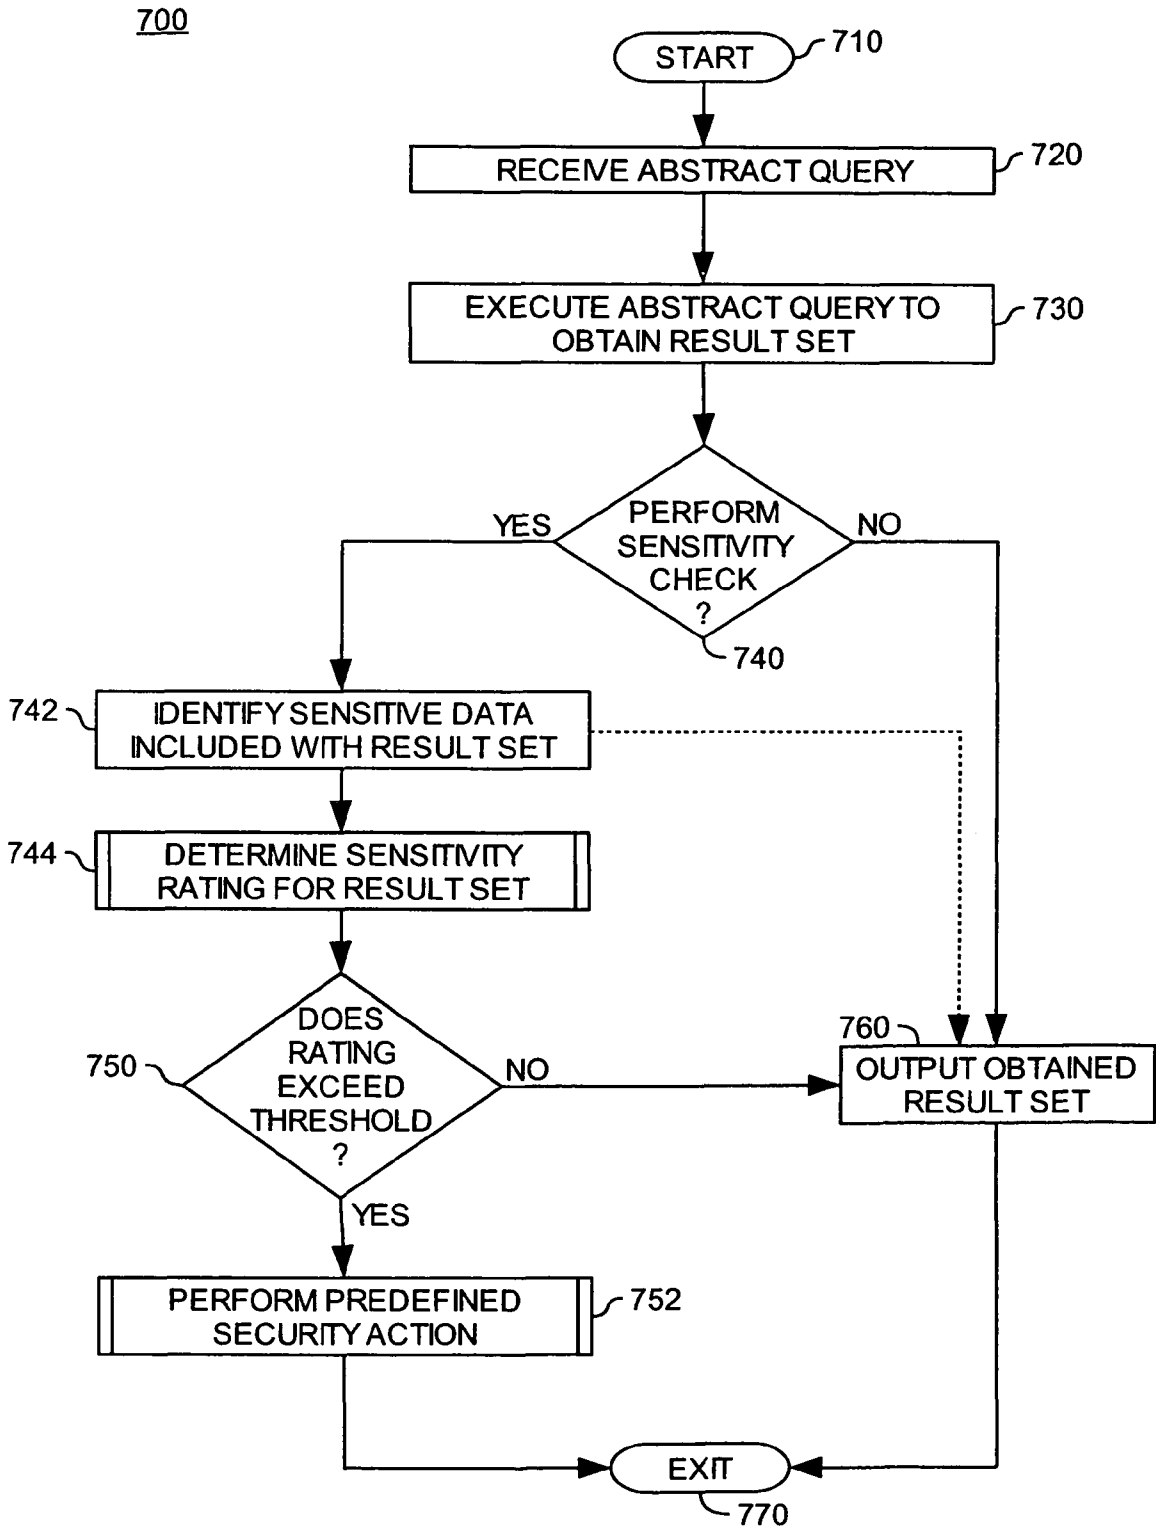 700
START
710
RECEIVE ABSTRACT QUERY
720
EXECUTE ABSTRACT QUERY TO
OBTAIN RESULT SET
730
PERFORM
SENSITIVITY
CHECK
?
YES
NO
740
742
IDENTIFY SENSITIVE DATA
INCLUDED WITH RESULT SET
744
DETERMINE SENSITIVITY
RATING FOR RESULT SET
750
DOES
RATING
EXCEED
THRESHOLD
?
NO
760
OUTPUT OBTAINED
RESULT SET
YES
PERFORM PREDEFINED
SECURITY ACTION
752
EXIT
770